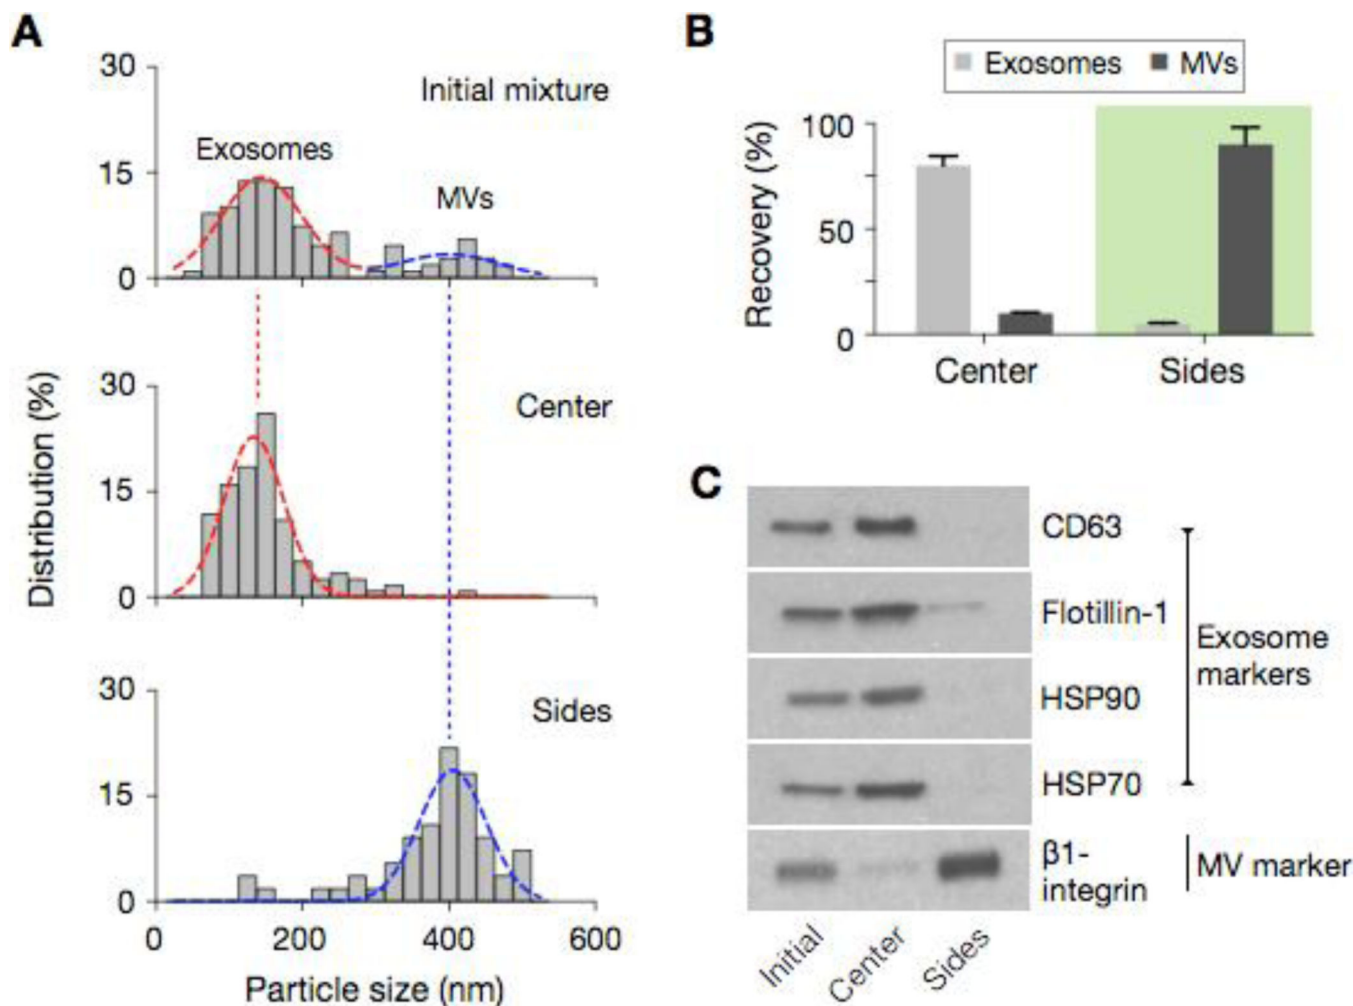 A
30
15
0
Initial mixture
Exosomes
MVs
30
15
0
Center
30
15
0
Sides
Distribution (%)
0 200 400 600
Particle size (nm)
B
Exosomes MVs
100
50
0
Recovery (%)
Center Sides
C
CD63
Flotillin-1
HSP90
HSP70
Exosome
markers
β1-
integrin
MV marker
Initial Center Sides